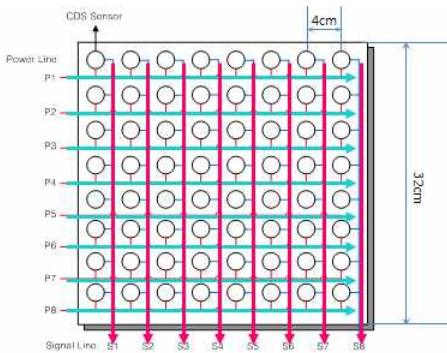 CDS Sensor
4cm
Power Line
P1
P2
P3
P4
P5
P6
P7
P8
32cm
Signal Line S1 S2 S3 S4 S5 S6 S7 S8